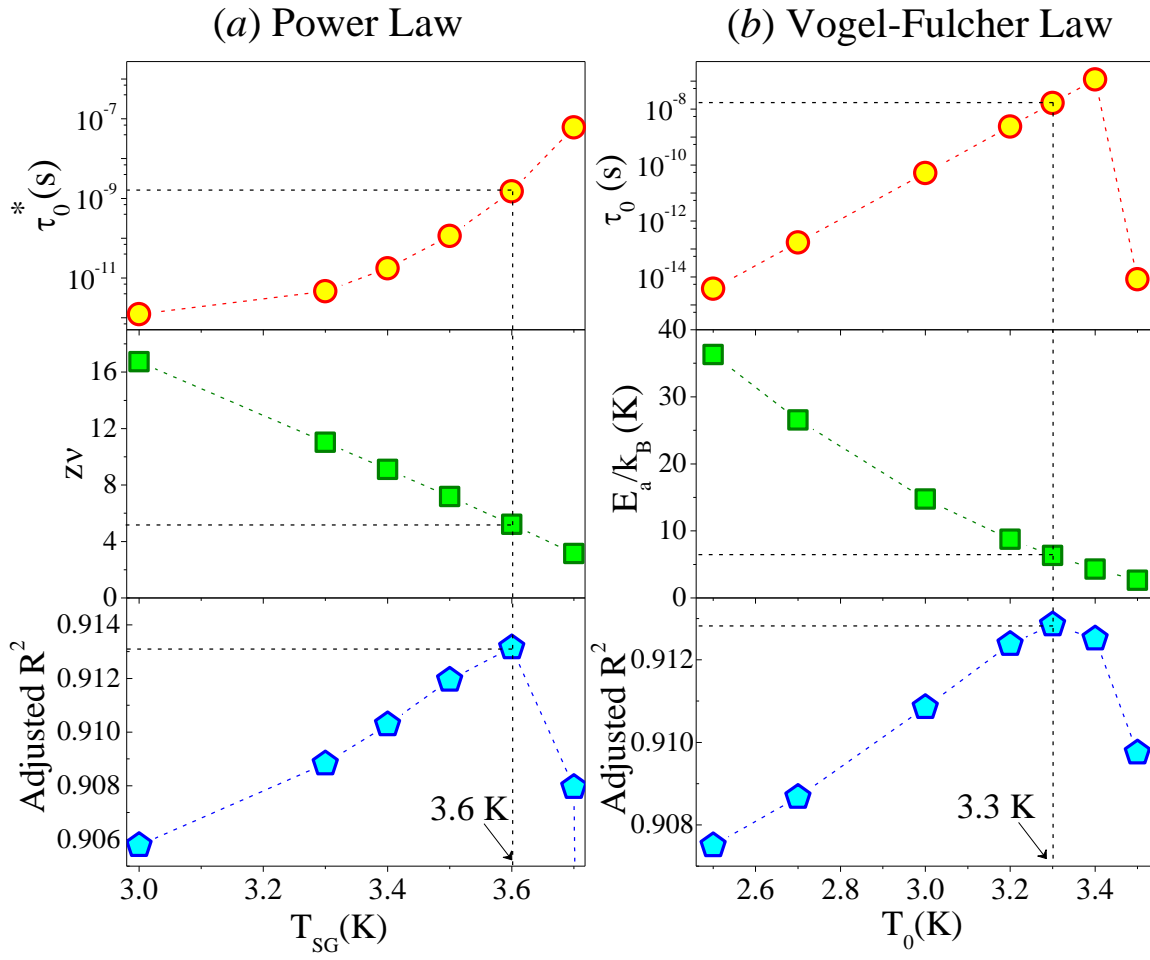 (a) Power Law
(b) Vogel-Fulcher Law
τ₀* (s)
10⁻⁷
10⁻⁹
10⁻¹¹
τ₀ (s)
10⁻⁸
10⁻¹⁰
10⁻¹²
10⁻¹⁴
zν
16
12
8
4
0
Eₐ/k_B (K)
40
30
20
10
0
Adjusted R²
0.914
0.912
0.910
0.908
0.906
3.6 K
3.0
3.2
3.4
3.6
T_SG(K)
Adjusted R²
0.912
0.910
0.908
3.3 K
2.6
2.8
3.0
3.2
3.4
T₀(K)